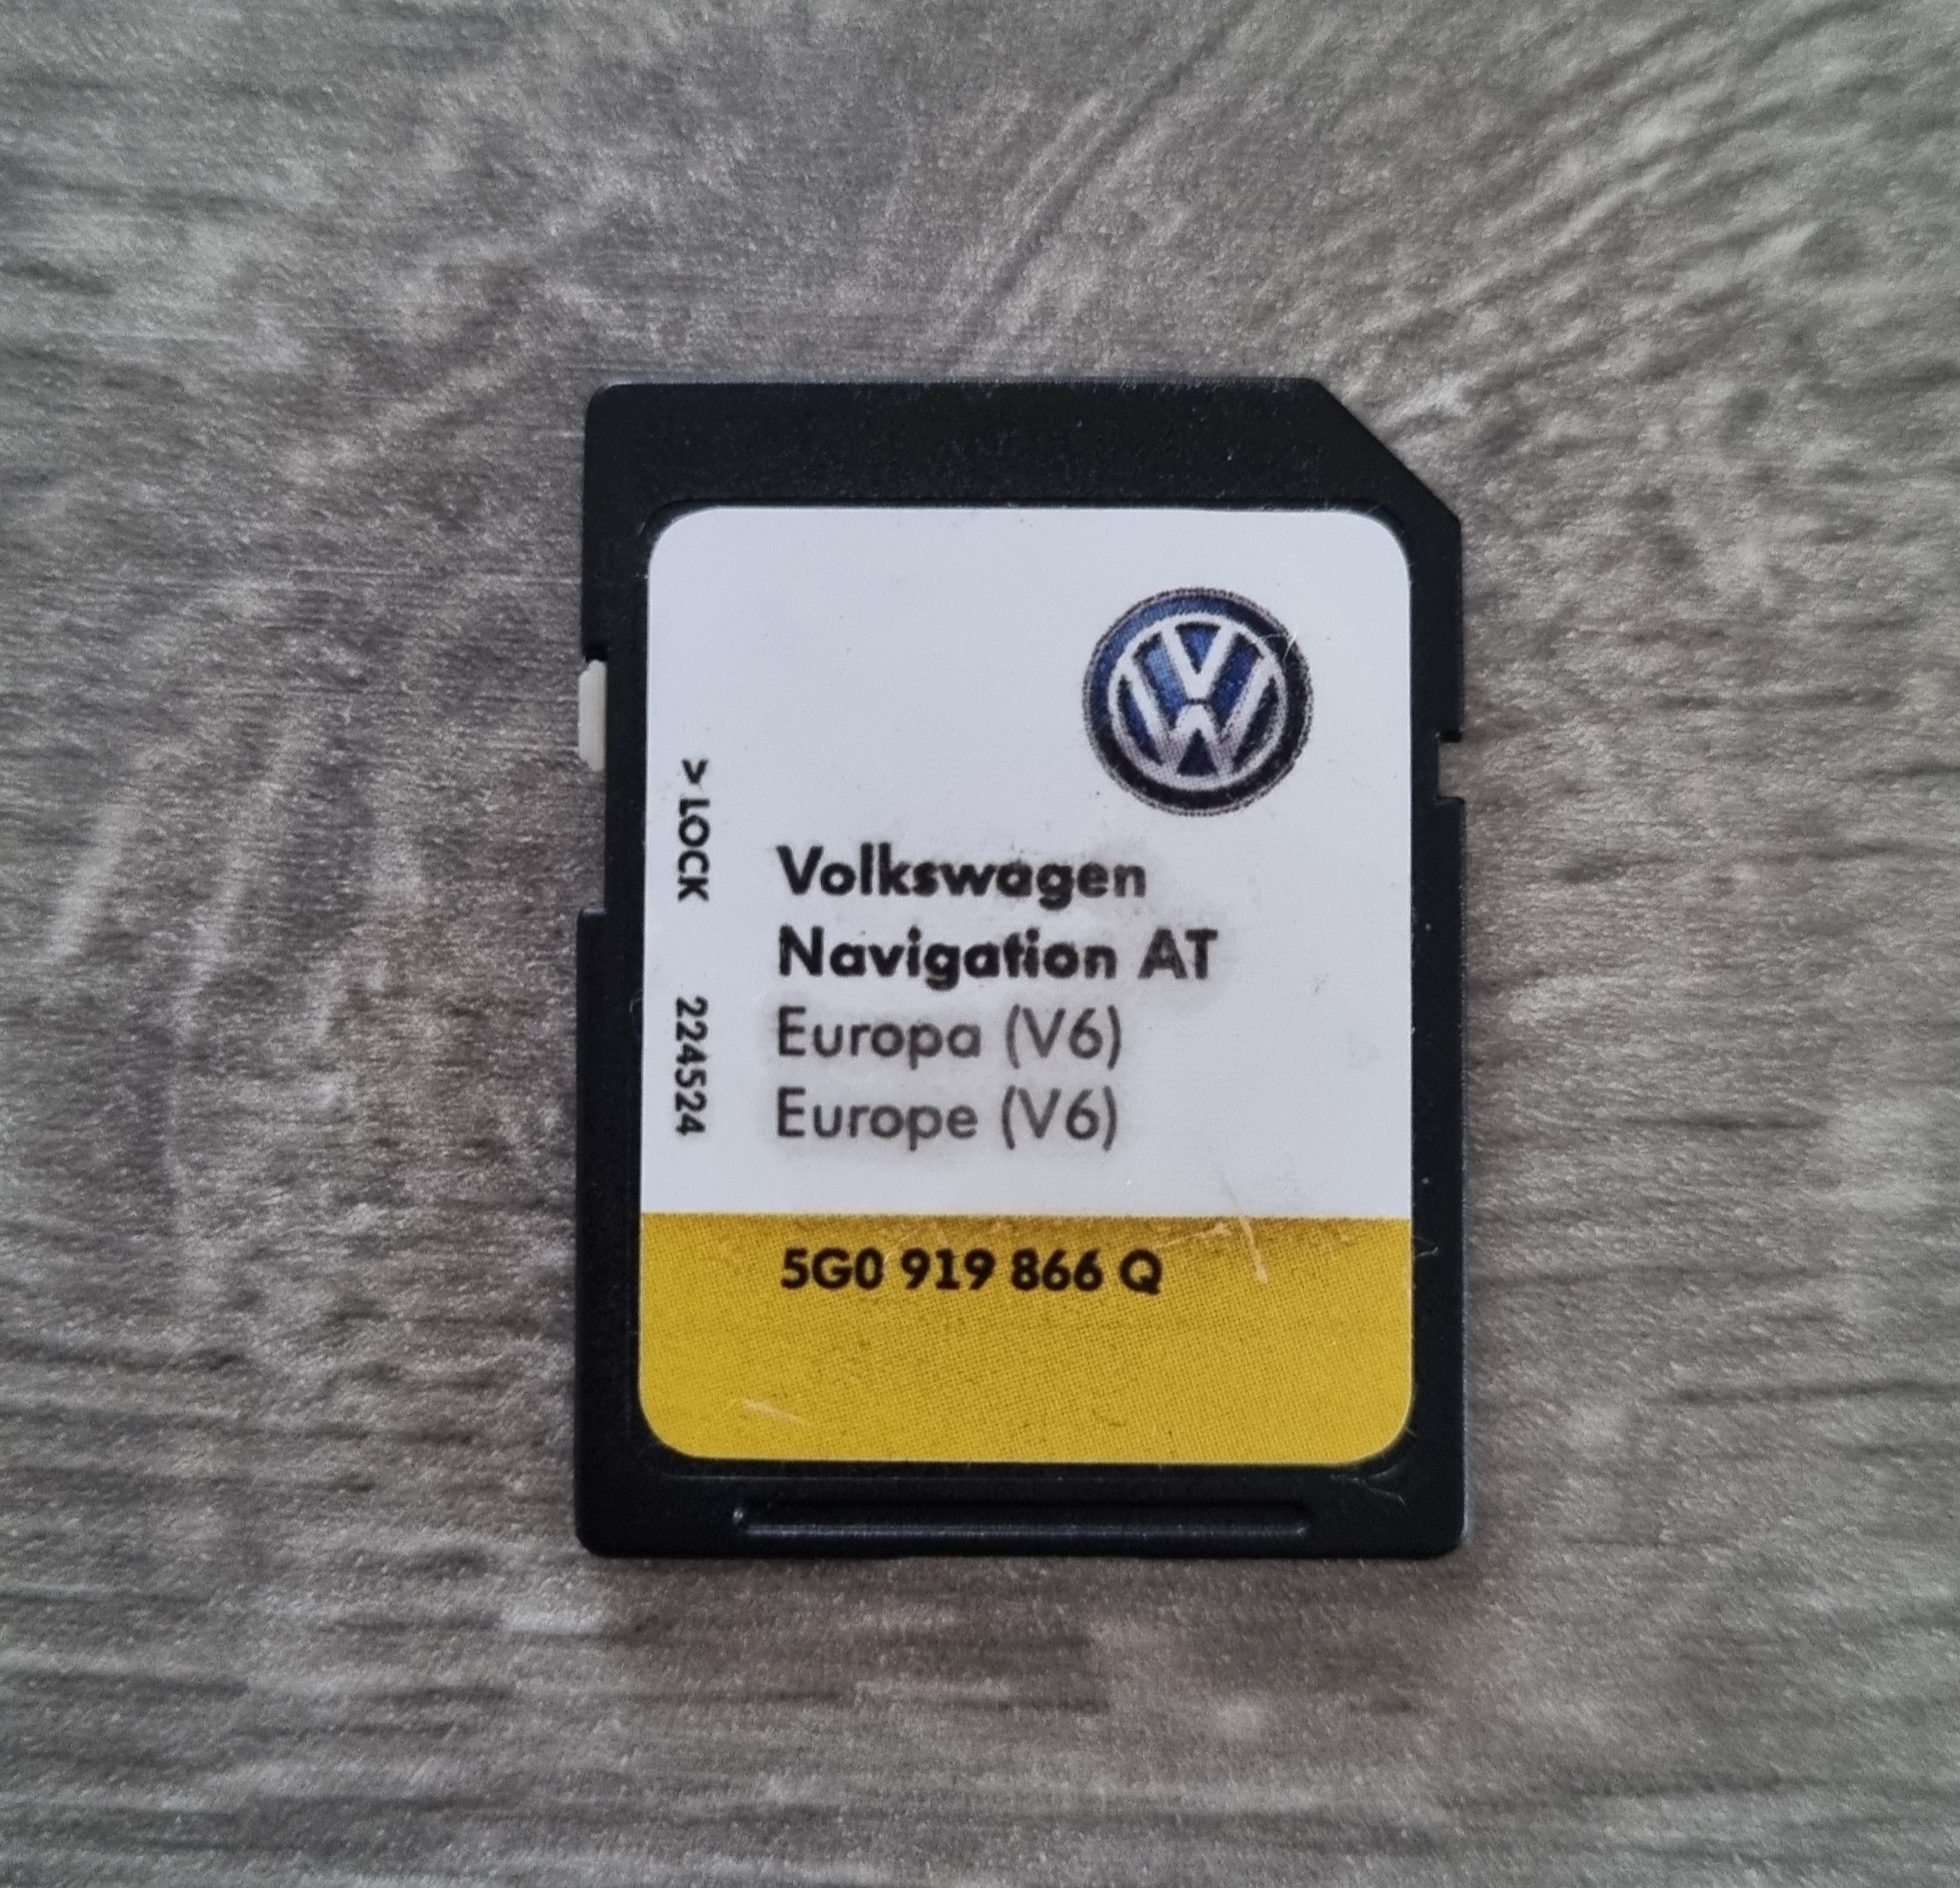 > LOCK 224524
Volkswagen
Navigation AT
Europa (V6)
Europe (V6)
5G0 919 866 Q